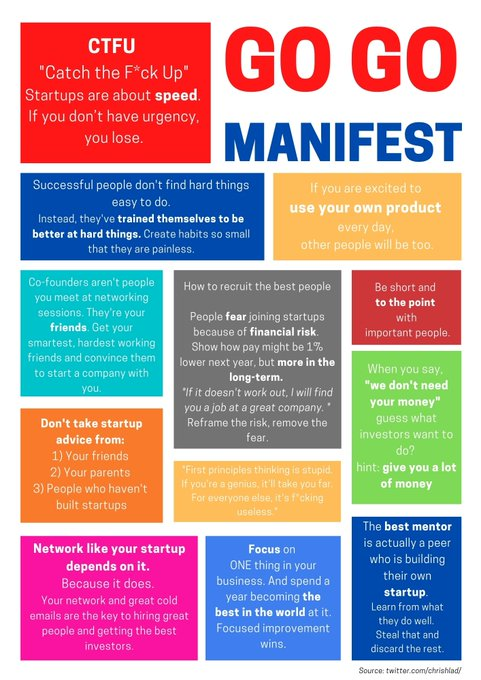 CTFU
"Catch the F*ck Up"
Startups are about speed.
If you don't have urgency,
you lose.
GO GO
MANIFEST
Successful people don't find hard things
easy to do.
Instead, they've trained themselves to be
better at hard things. Create habits so small
that they are painless.
If you are excited to
use your own product
every day,
other people will be too.
Co-founders aren't people
you meet at networking
sessions. They're your
friends. Get your
smartest, hardest working
friends and convince them
to start a company with
you.
How to recruit the best people
People fear joining startups
because of financial risk.
Show how pay might be 1%
lower next year, but more in the
long-term.
"If it doesn't work out, I will find
you a job at a great company. "
Reframe the risk, remove the
fear.
Be short and
to the point
with
important people.
When you say,
"we don't need
your money"
guess what
investors want to
do?
hint: give you a lot
of money
Don't take startup
advice from:
1) Your friends
2) Your parents
3) People who haven't
built startups
"First principles thinking is stupid.
If you're a genius, it'll take you far.
For everyone else, it's f*cking
useless."
Network like your startup
depends on it.
Because it does.
Your network and great cold
emails are the key to hiring great
people and getting the best
investors.
Focus on
ONE thing in your
business. And spend a
year becoming the
best in the world at it.
Focused improvement
wins.
The best mentor
is actually a peer
who is building
their own
startup.
Learn from what
they do well.
Steal that and
discard the rest.
Source: twitter.com/chrishlad/